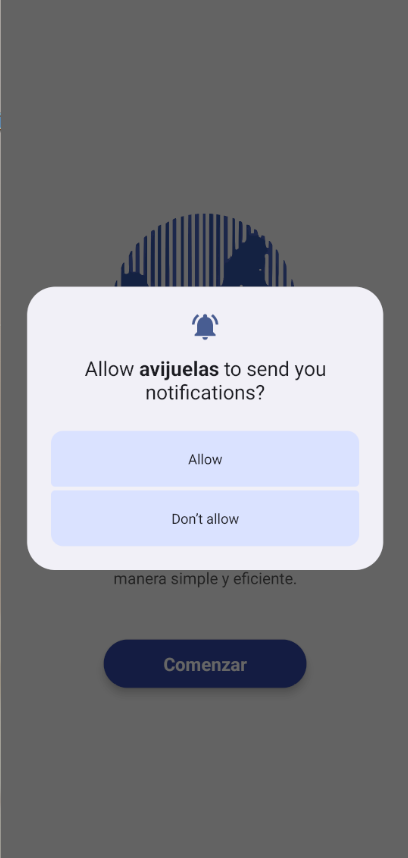 Allow avijuelas to send you
notifications?
Allow
Don't allow
manera simple y eficiente.
Comenzar